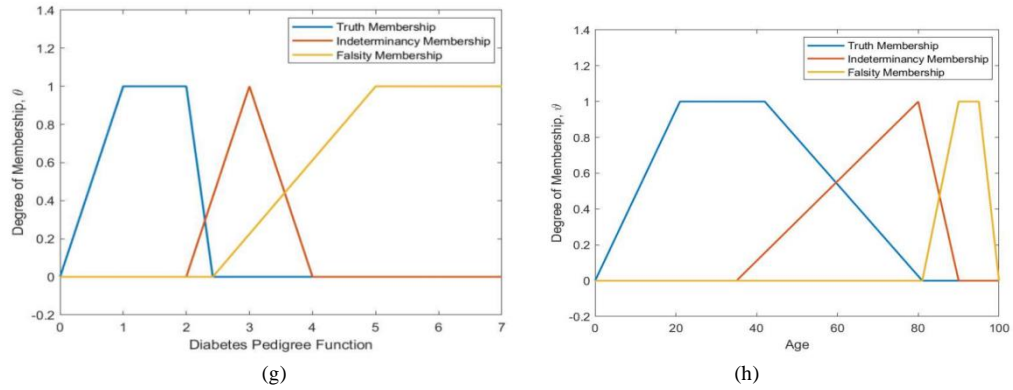 1.4
1.2
1
0.8
0.6
0.4
0.2
0
-0.2
Degree of Membership, θ
Truth Membership
Indeterminancy Membership
Falsity Membership
0 1 2 3 4 5 6 7
Diabetes Pedigree Function
(g)
1.4
1.2
1
0.8
0.6
0.4
0.2
0
-0.2
Degree of Membership, ϑ
Truth Membership
Indeterminancy Membership
Falsity Membership
0 20 40 60 80 100
Age
(h)